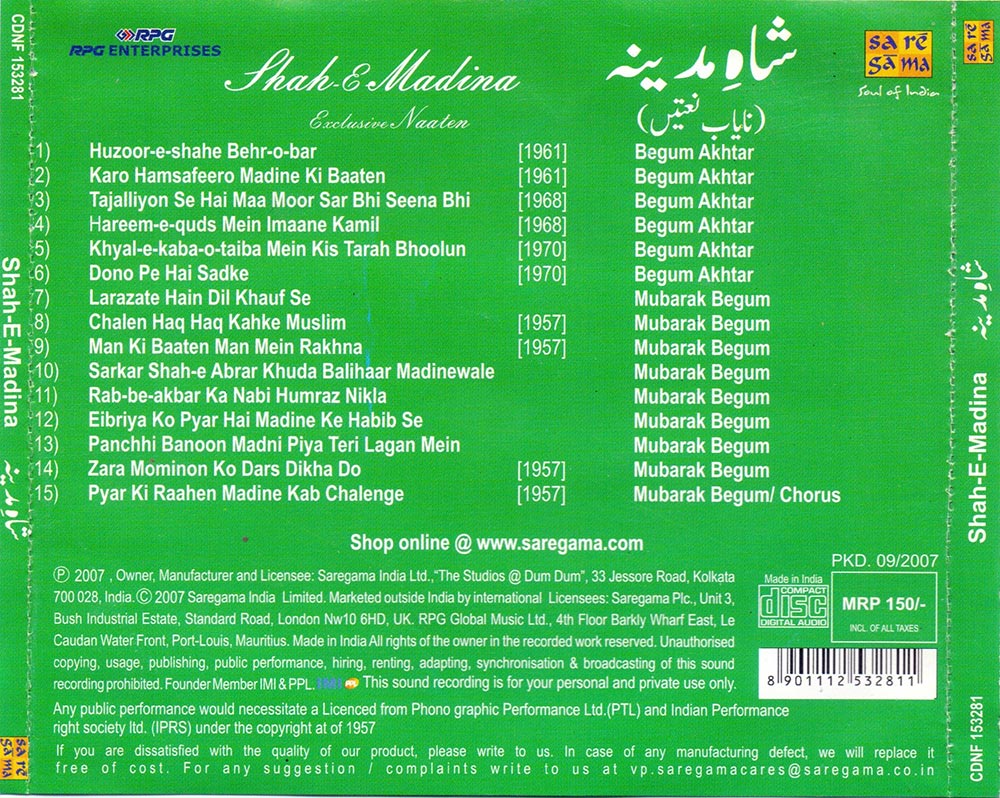 CDNF 153281
RPG
RPG ENTERPRISES
Shah-E Madina
Exclusive Naaten
شاہِ مدینہ
(نایاب نعتیں)
sa re
ga ma
Soul of India
1) Huzoor-e-shahe Behr-o-bar [1961] Begum Akhtar
2) Karo Hamsafeero Madine Ki Baaten [1961] Begum Akhtar
3) Tajalliyon Se Hai Maa Moor Sar Bhi Seena Bhi [1968] Begum Akhtar
4) Hareem-e-quds Mein Imaane Kamil [1968] Begum Akhtar
5) Khyal-e-kaba-o-taiba Mein Kis Tarah Bhoolun [1970] Begum Akhtar
6) Dono Pe Hai Sadke [1970] Begum Akhtar
7) Larazate Hain Dil Khauf Se Mubarak Begum
8) Chalen Haq Haq Kahke Muslim [1957] Mubarak Begum
9) Man Ki Baaten Man Mein Rakhna [1957] Mubarak Begum
10) Sarkar Shah-e Abrar Khuda Balihaar Madinewale Mubarak Begum
11) Rab-be-akbar Ka Nabi Humraz Nikla Mubarak Begum
12) Eibriya Ko Pyar Hai Madine Ke Habib Se Mubarak Begum
13) Panchhi Banoon Madni Piya Teri Lagan Mein Mubarak Begum
14) Zara Mominon Ko Dars Dikha Do [1957] Mubarak Begum
15) Pyar Ki Raahen Madine Kab Chalenge [1957] Mubarak Begum/ Chorus
Shop online @ www.saregama.com
Ⓟ 2007 , Owner, Manufacturer and Licensee: Saregama India Ltd.,"The Studios @ Dum Dum", 33 Jessore Road, Kolkata
700 028, India. © 2007 Saregama India Limited. Marketed outside India by international Licensees: Saregama Plc., Unit 3,
Bush Industrial Estate, Standard Road, London Nw10 6HD, UK. RPG Global Music Ltd., 4th Floor Barkly Wharf East, Le
Caudan Water Front, Port-Louis, Mauritius. Made in India All rights of the owner in the recorded work reserved. Unauthorised
copying, usage, publishing, public performance, hiring, renting, adapting, synchronisation & broadcasting of this sound
recording prohibited. Founder Member IMI & PPL. IMI PPL This sound recording is for your personal and private use only.
Any public performance would necessitate a Licenced from Phono graphic Performance Ltd.(PTL) and Indian Performance
right society ltd. (IPRS) under the copyright at of 1957
If you are dissatisfied with the quality of our product, please write to us. In case of any manufacturing defect, we will replace it
free of cost. For any suggestion / complaints write to us at vp.saregamacares@saregama.co.in
PKD. 09/2007
Made in India
COMPACT
disc
DIGITAL AUDIO
MRP 150/-
INCL. OF ALL TAXES
8 901112 532811
Shah-E-Madina
شاہِ مدینہ
sa re
ga ma
sa re
ga ma
شاہِ مدینہ
Shah-E-Madina
CDNF 153281